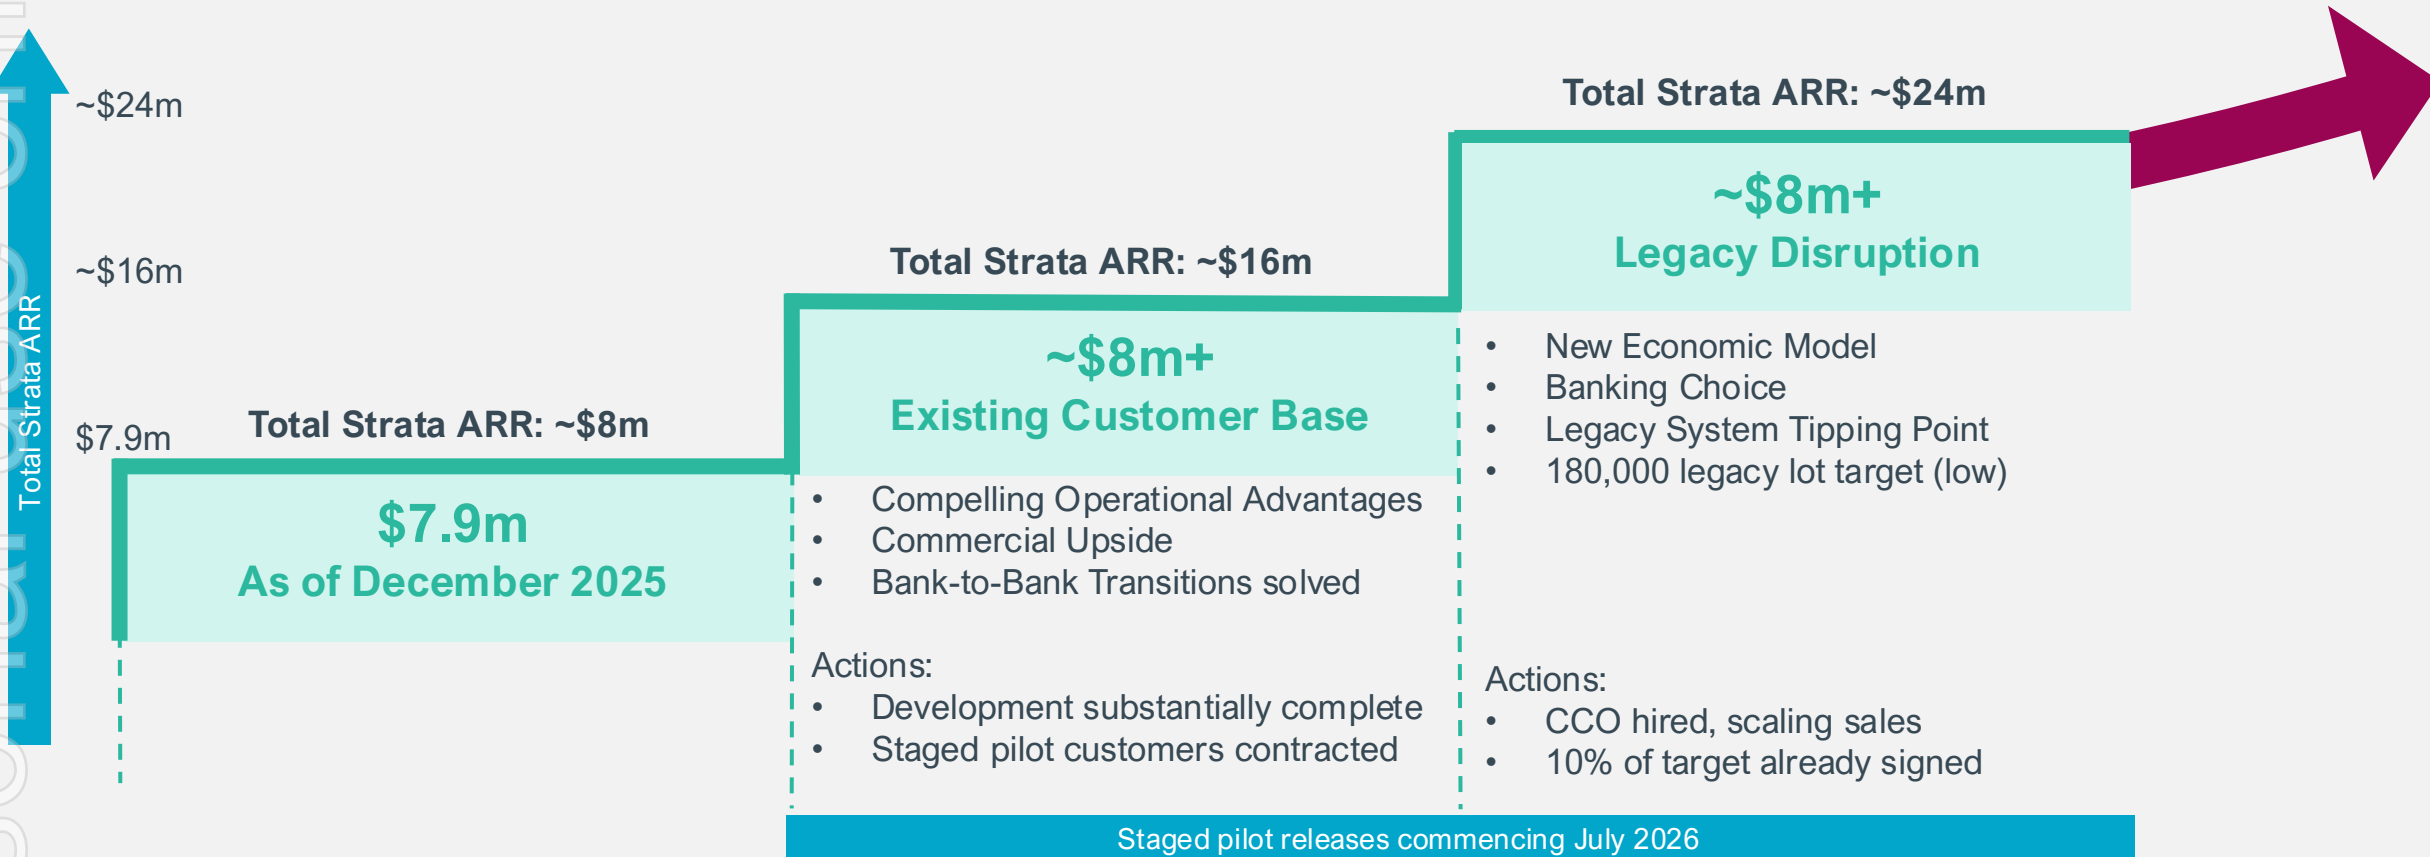 Total Strata ARR
~$24m
~$16m
$7.9m
Total Strata ARR: ~$8m
$7.9m
As of December 2025
Total Strata ARR: ~$16m
~$8m+
Existing Customer Base
• Compelling Operational Advantages
• Commercial Upside
• Bank-to-Bank Transitions solved
Actions:
• Development substantially complete
• Staged pilot customers contracted
Total Strata ARR: ~$24m
~$8m+
Legacy Disruption
• New Economic Model
• Banking Choice
• Legacy System Tipping Point
• 180,000 legacy lot target (low)
Actions:
• CCO hired, scaling sales
• 10% of target already signed
Staged pilot releases commencing July 2026